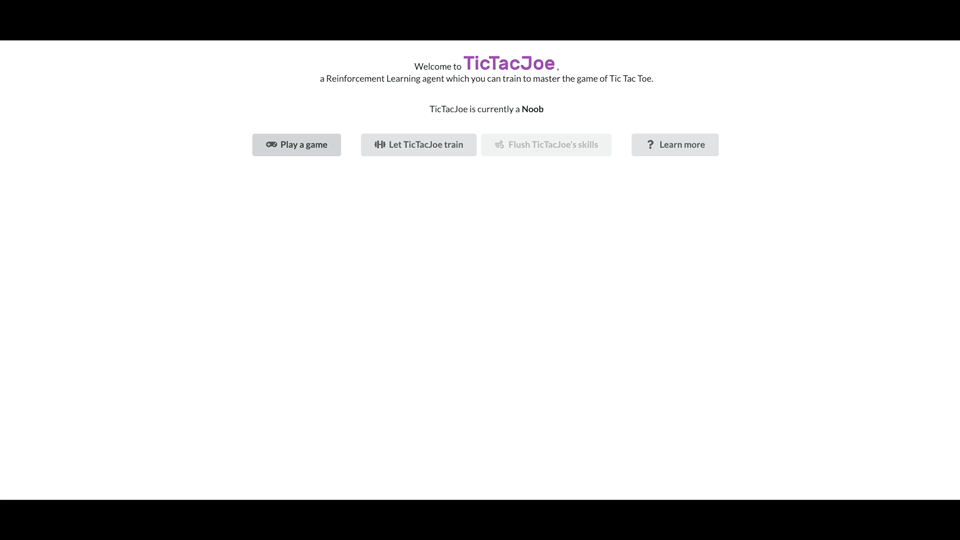 Welcome to TicTacJoe,
a Reinforcement Learning agent which you can train to master the game of Tic Tac Toe.
TicTacJoe is currently a Noob
Play a game Let TicTacJoe train Flush TicTacJoe's skills ? Learn more